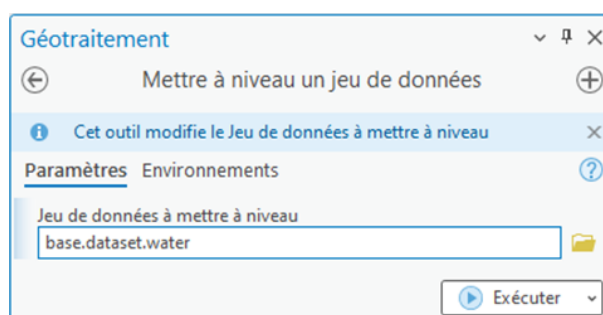 Géotraitement
Mettre à niveau un jeu de données
Cet outil modifie le Jeu de données à mettre à niveau
Paramètres Environnements
Jeu de données à mettre à niveau
base.dataset.water
Exécuter